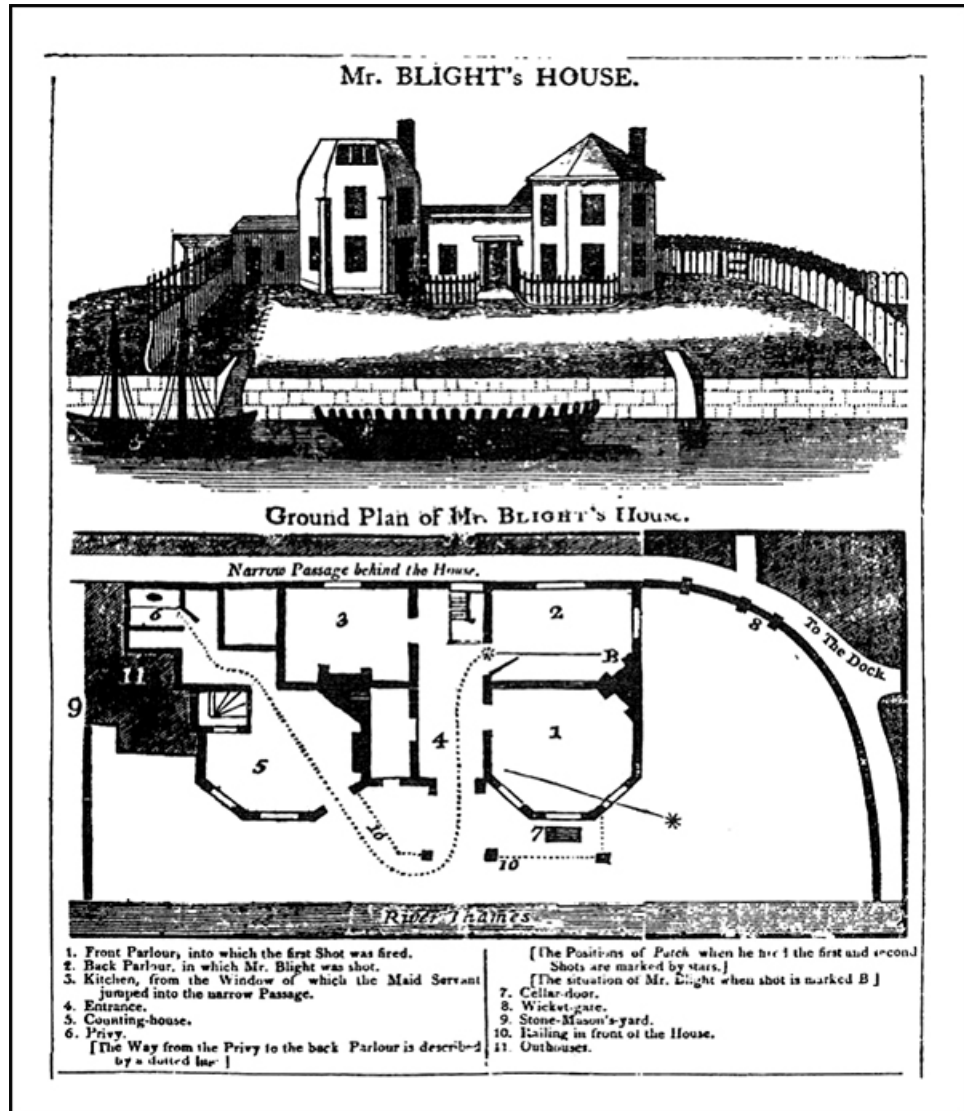 Mr. BLIGHT's HOUSE.
Ground Plan of Mr. BLIGHT's HOUSE.
Narrow Passage behind the House.
6
3
2
8
To The Dock
11
B
9
4
1
5
7
10
10
River Thames
1. Front Parlour, into which the first Shot was fired.
2. Back Parlour, in which Mr. Blight was shot.
3. Kitchen, from the Window of which the Maid Servant
jumped into the narrow Passage.
4. Entrance.
5. Counting-house.
6. Privy.
[The Way from the Privy to the back Parlour is described
by a dotted line]
[The Positions of Patch when he fired the first and second
Shots are marked by stars.]
[The situation of Mr. Blight when shot is marked B]
7. Cellar-door.
8. Wicket-gate.
9. Stone-Mason's-yard.
10. Railing in front of the House.
11. Outhouses.